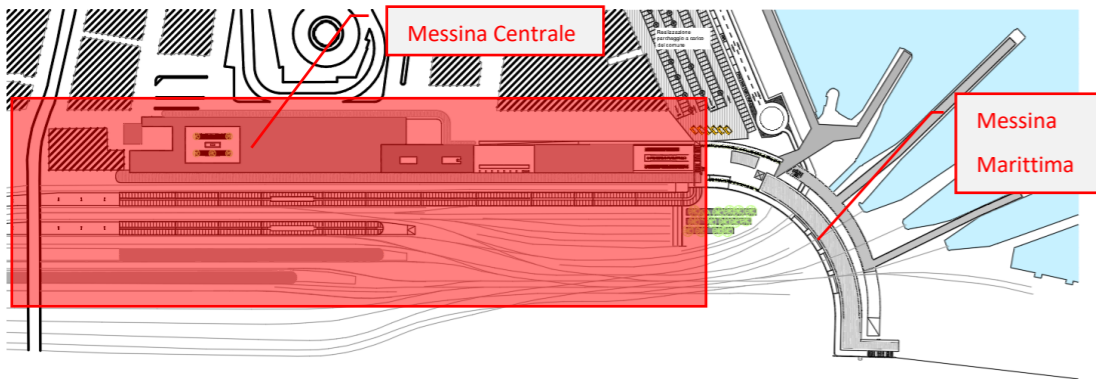 Messina Centrale
Realizzazione
parcheggio a carico
del comune
Messina
Marittima